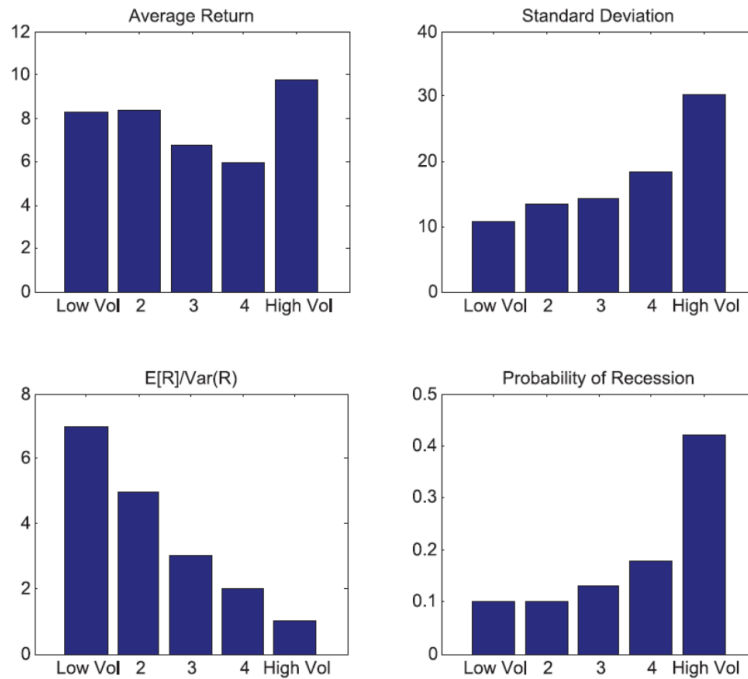 Average Return
12
10
8
6
4
2
0
Low Vol 2 3 4 High Vol
Standard Deviation
40
30
20
10
0
Low Vol 2 3 4 High Vol
E[R]/Var(R)
8
6
4
2
0
Low Vol 2 3 4 High Vol
Probability of Recession
0.5
0.4
0.3
0.2
0.1
0
Low Vol 2 3 4 High Vol